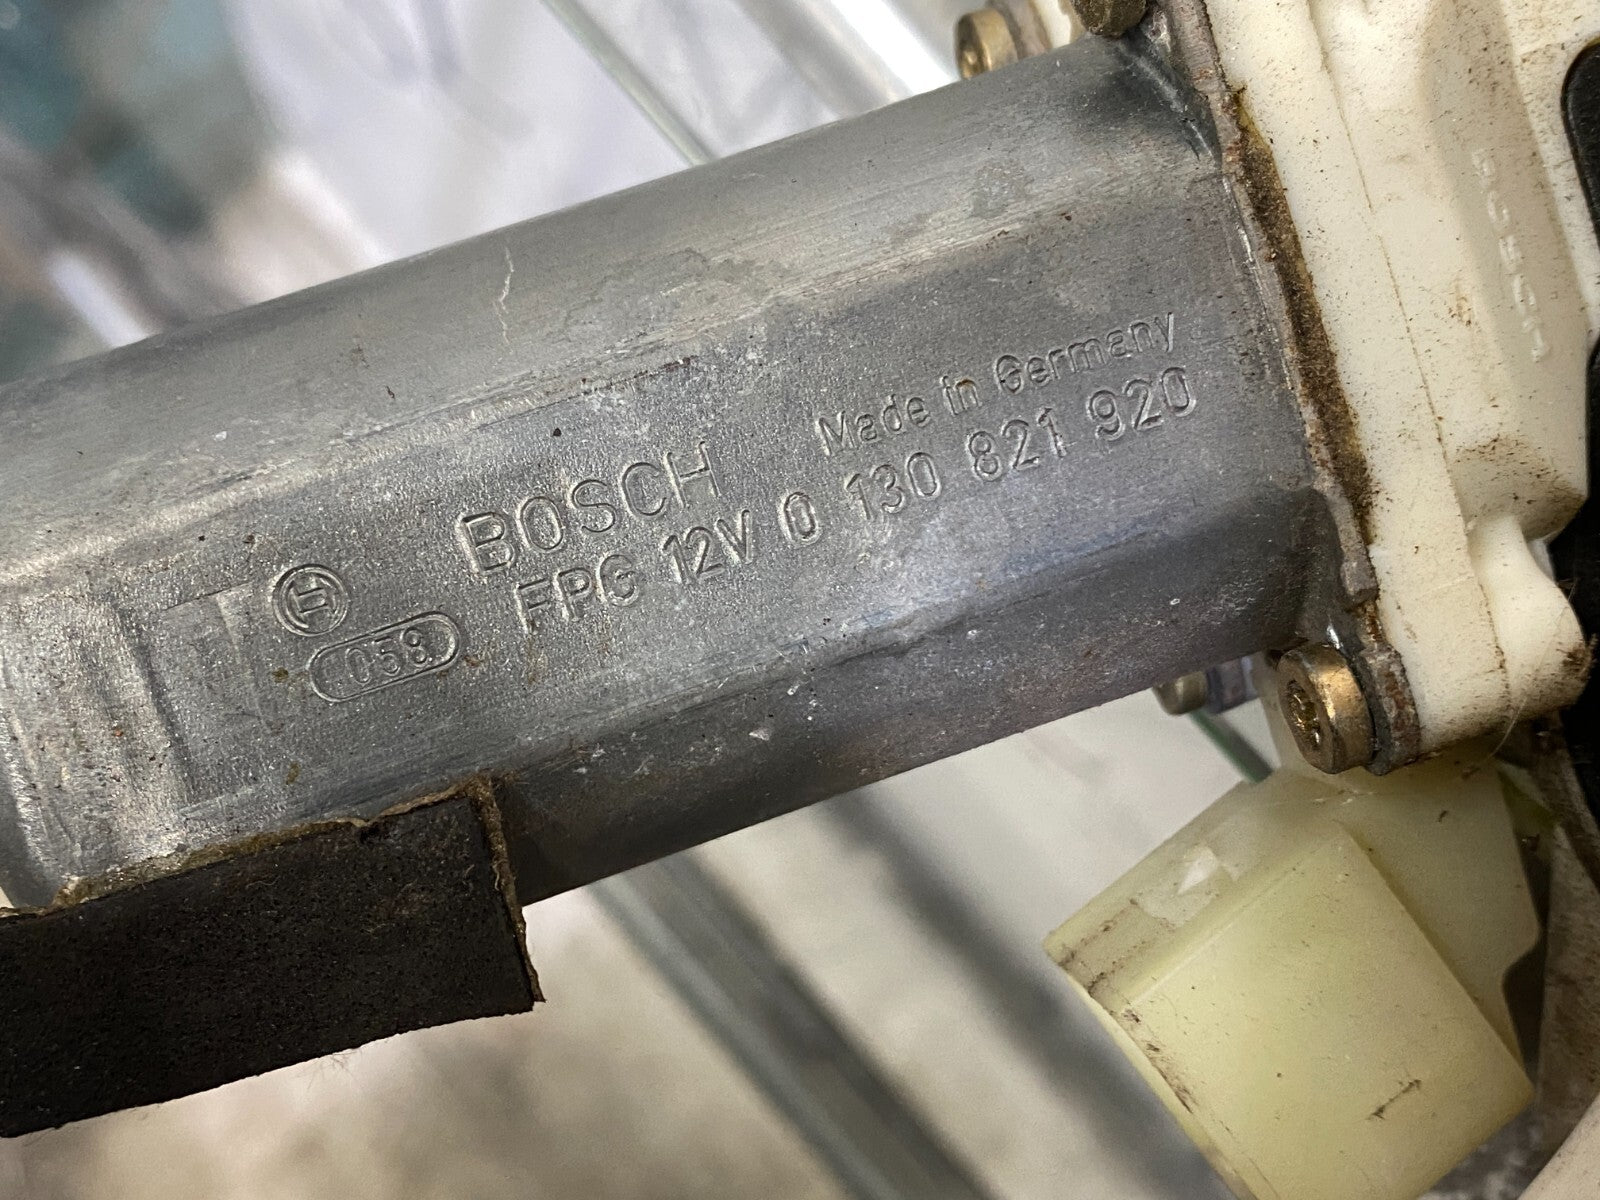 BOSCH
Made in Germany
FPG 12V 0 130 821 920
058